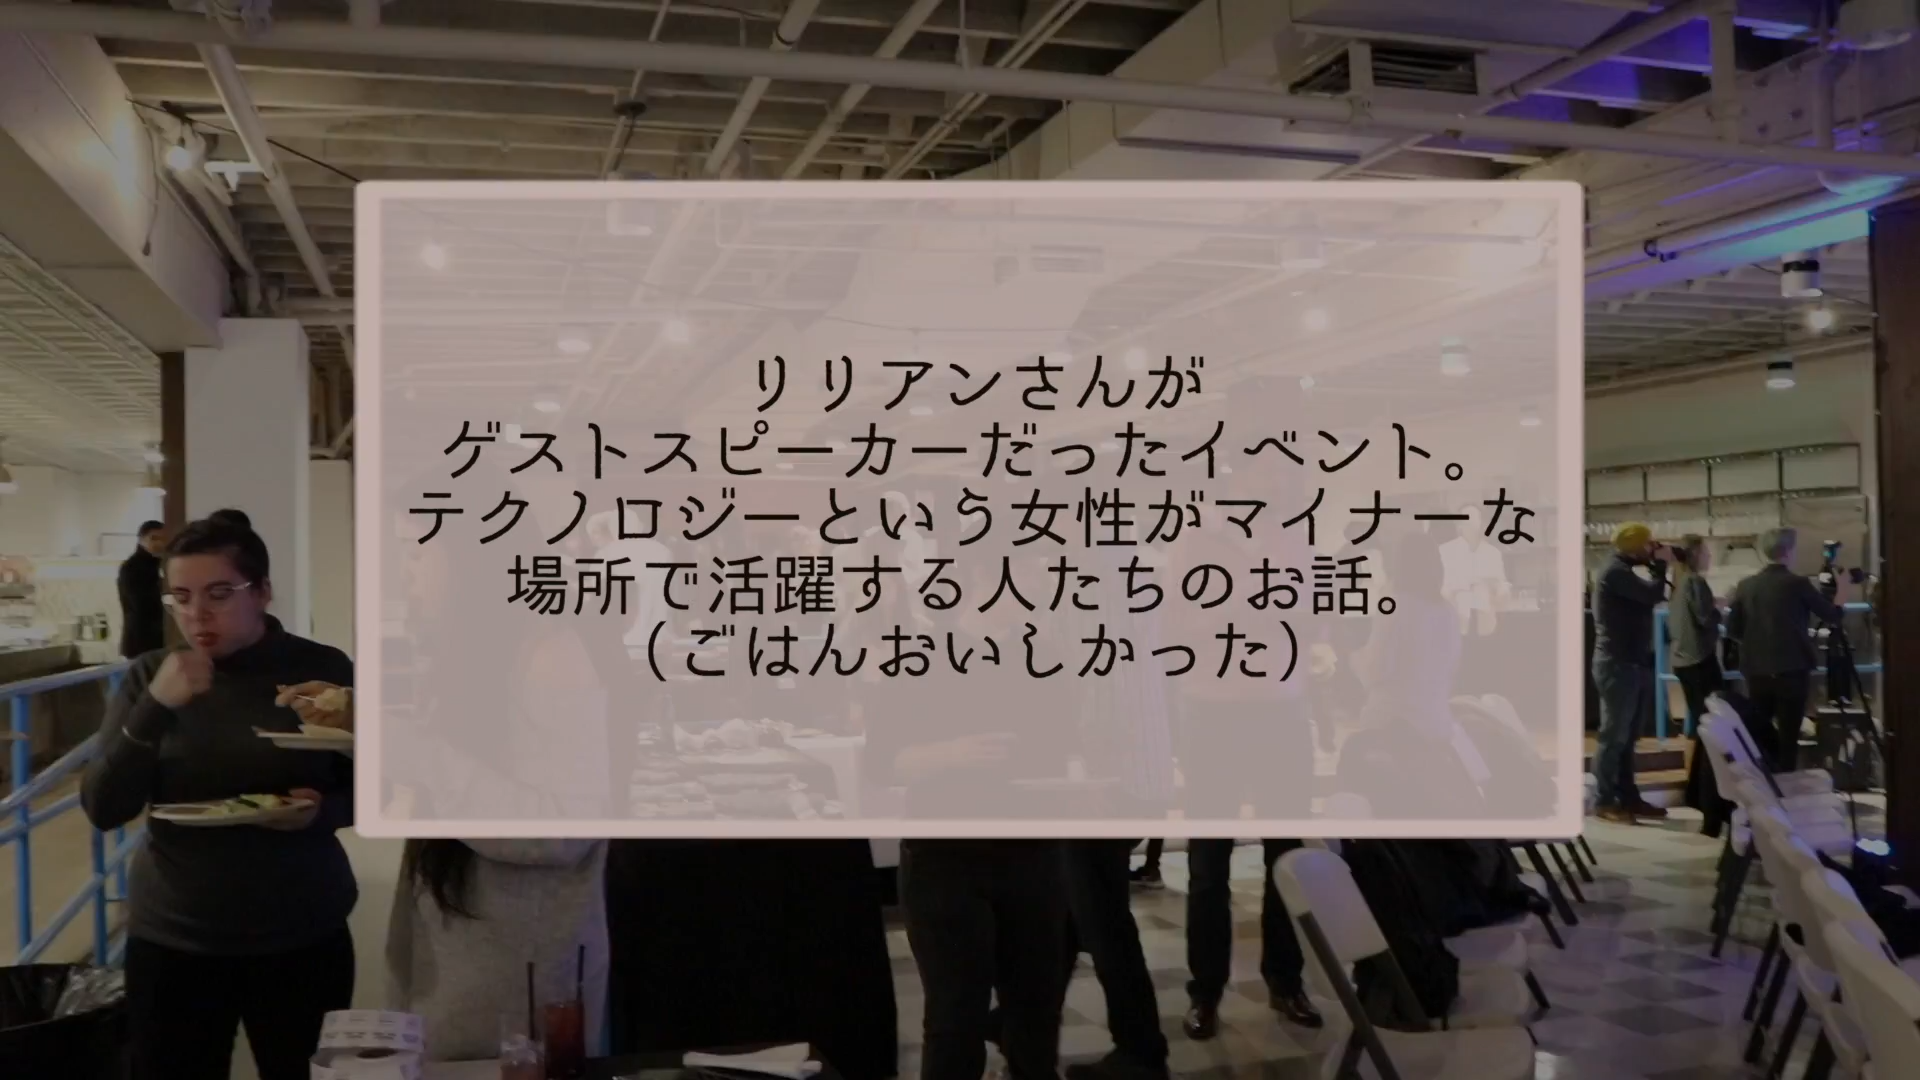 リリアンさんが
ゲストスピーカーだったイベント。
テクノロジーという女性がマイナーな
場所で活躍する人たちのお話。
（ごはんおいしかった）